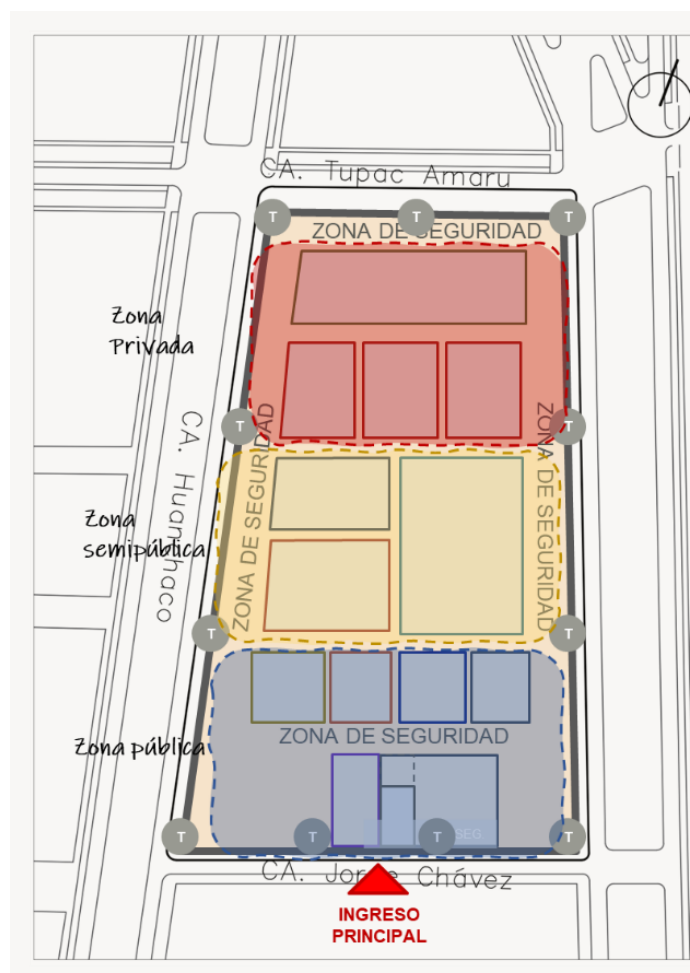 CA. Tupac Amaru
T
T
T
ZONA DE SEGURIDAD
Zona
Privada
T
T
ZONA DE SEGURIDAD
ZONA DE SEGURIDAD
CA. Huanchaco
Zona
semipública
T
T
ZONA DE SEGURIDAD
Zona pública
T
T
T
SEG.
T
CA. Jorge Chávez
INGRESO
PRINCIPAL